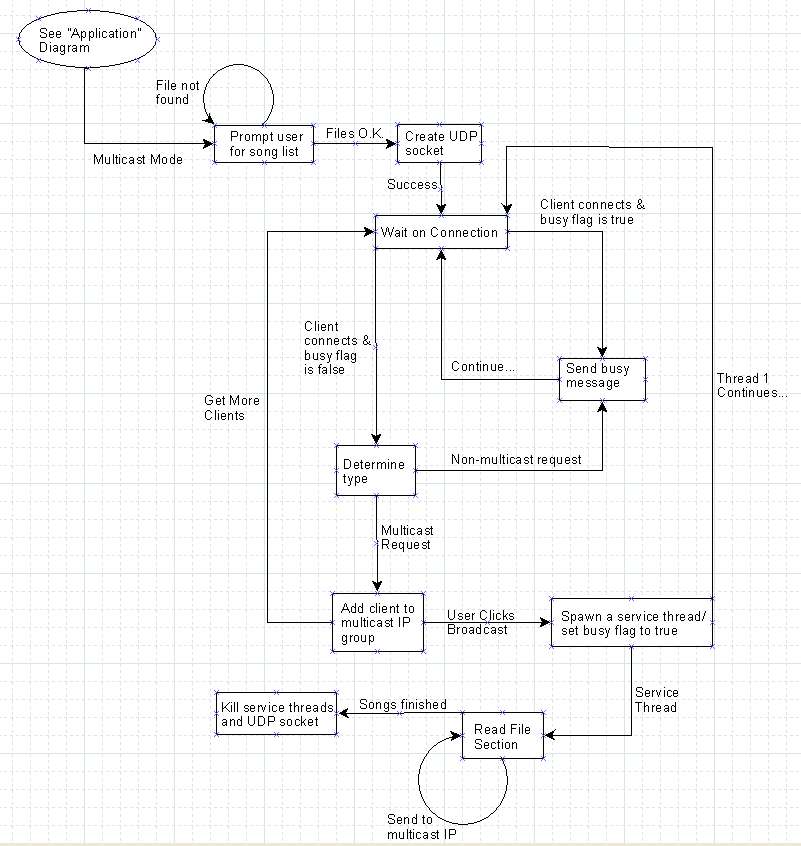 See "Application"
Diagram
File not
found
Multicast Mode
Prompt user
for song list
Files O.K.
Create UDP
socket
Success
Wait on Connection
Client connects &
busy flag is true
Client
connects &
busy flag
is false
Continue...
Send busy
message
Thread 1
Continues...
Get More
Clients
Determine
type
Non-multicast request
Multicast
Request
Add client to
multicast IP
group
User Clicks
Broadcast
Spawn a service thread/
set busy flag to true
Service
Thread
Kill service threads
and UDP socket
Songs finished
Read File
Section
Send to
multicast IP